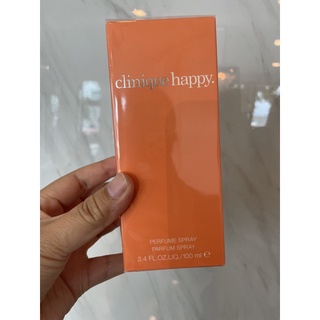 clinique happy.
PERFUME SPRAY
PARFUM SPRAY
3.4 FL.OZ.LIQ./100 ml ℮